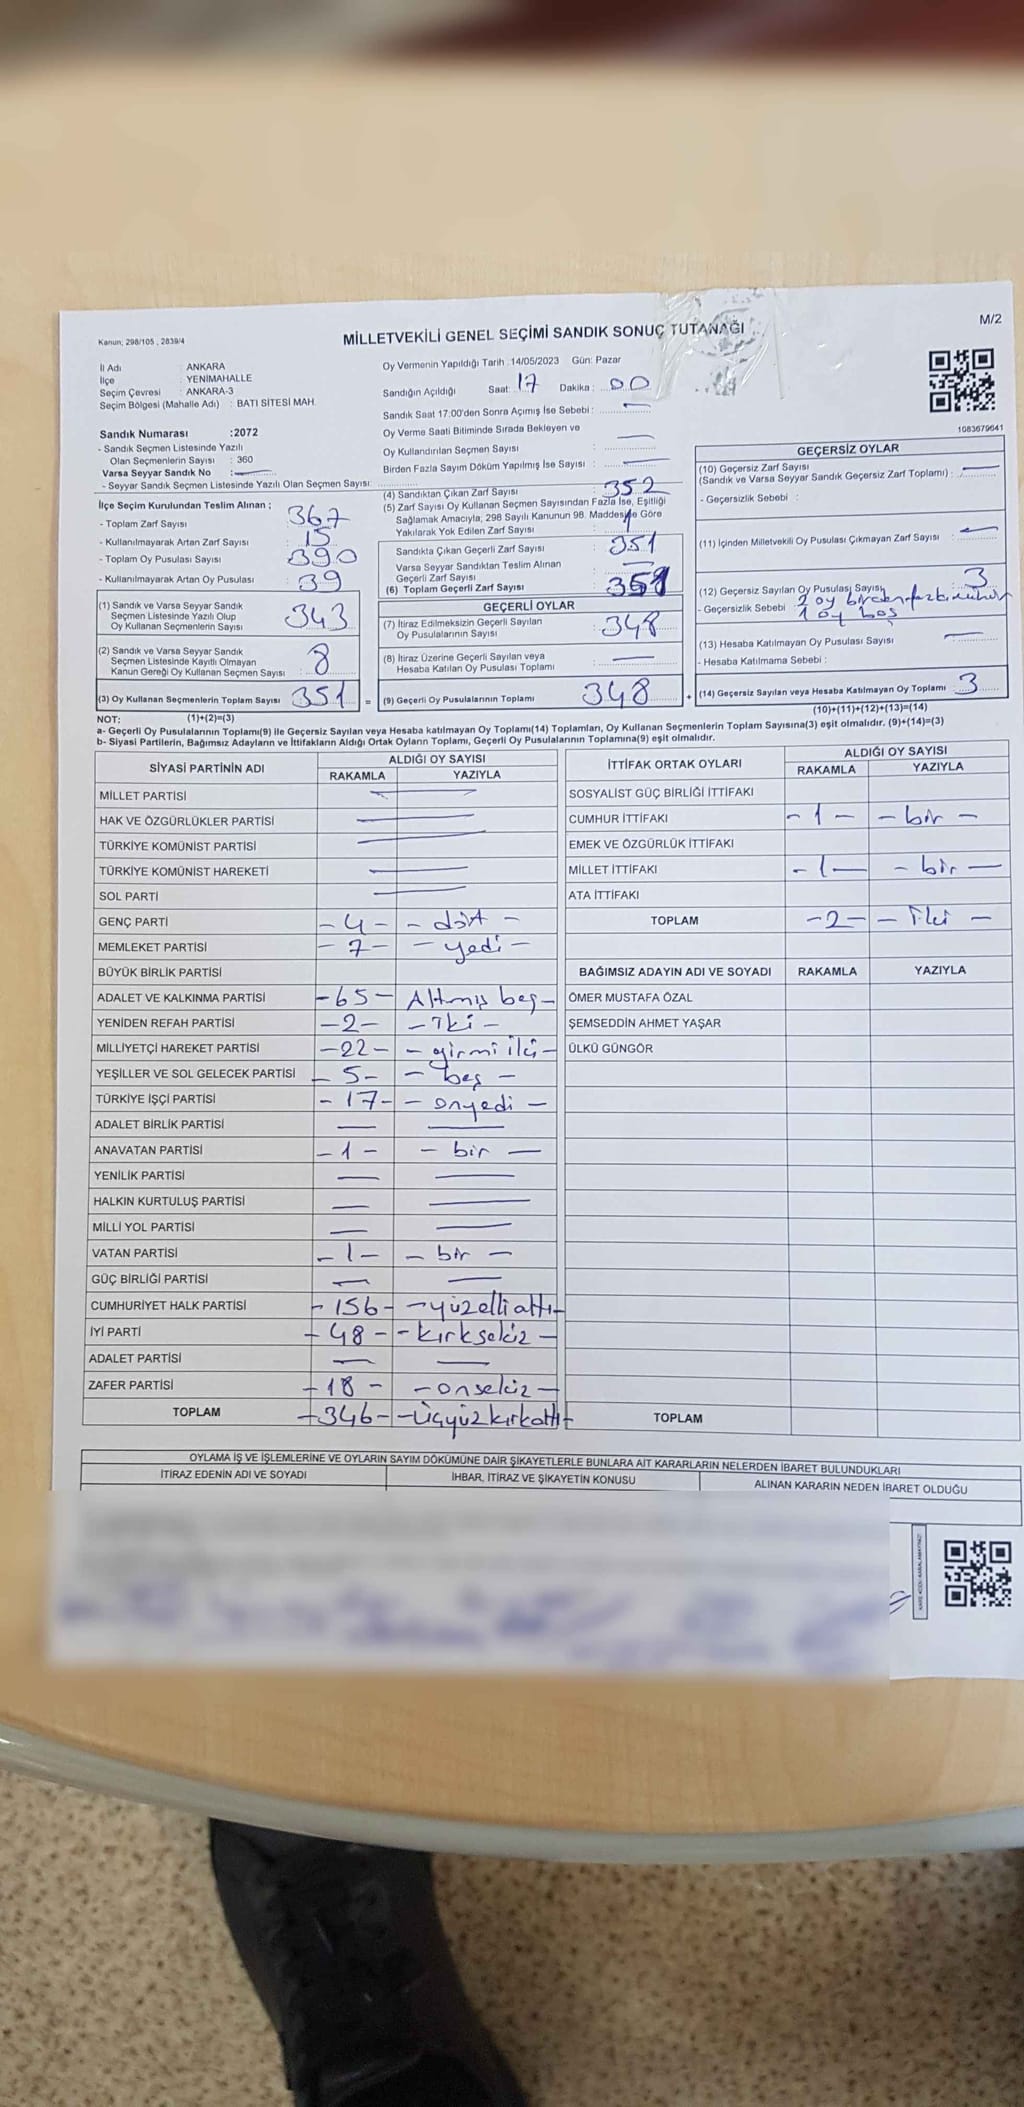 M/2
Kanun; 298/105 , 2839/4
MİLLETVEKİLİ GENEL SEÇİMİ SANDIK SONUÇ TUTANAĞI
İl Adı : ANKARA
İlçe : YENİMAHALLE
Seçim Çevresi : ANKARA-3
Seçim Bölgesi (Mahalle Adı) : BATI SİTESİ MAH.
Sandık Numarası :2072
- Sandık Seçmen Listesinde Yazılı
Olan Seçmenlerin Sayısı : 360
Varsa Seyyar Sandık No :
- Seyyar Sandık Seçmen Listesinde Yazılı Olan Seçmen Sayısı:
Oy Vermenin Yapıldığı Tarih :14/05/2023 Gün: Pazar
Sandığın Açıldığı Saat: 17 Dakika : 00
Sandık Saat 17:00'den Sonra Açımış İse Sebebi : —
Oy Verme Saati Bitiminde Sırada Bekleyen ve
Oy Kullandırılan Seçmen Sayısı : —
Birden Fazla Sayım Döküm Yapılmış İse Sayısı : —
1083679641
İlçe Seçim Kurulundan Teslim Alınan ;
- Toplam Zarf Sayısı : 367
- Kullanılmayarak Artan Zarf Sayısı : 15
- Toplam Oy Pusulası Sayısı : 390
- Kullanılmayarak Artan Oy Pusulası : 39
(1) Sandık ve Varsa Seyyar Sandık
Seçmen Listesinde Yazılı Olup
Oy Kullanan Seçmenlerin Sayısı : 343
(2) Sandık ve Varsa Seyyar Sandık
Seçmen Listesinde Kayıtlı Olmayan
Kanun Gereği Oy Kullanan Seçmen Sayısı : 8
(3) Oy Kullanan Seçmenlerin Toplam Sayısı : 351 =
(4) Sandıktan Çıkan Zarf Sayısı : 352
(5) Zarf Sayısı Oy Kullanan Seçmen Sayısından Fazla İse, Eşitliği
Sağlamak Amacıyla, 298 Sayılı Kanunun 98. Maddesine Göre
Yakılarak Yok Edilen Zarf Sayısı : 1
Sandıkta Çıkan Geçerli Zarf Sayısı : 351
Varsa Seyyar Sandıktan Teslim Alınan
Geçerli Zarf Sayısı : —
(6) Toplam Geçerli Zarf Sayısı : 351
GEÇERLİ OYLAR
(7) İtiraz Edilmeksizin Geçerli Sayılan
Oy Pusulalarının Sayısı : 348
(8) İtiraz Üzerine Geçerli Sayılan veya
Hesaba Katılan Oy Pusulası Toplamı : —
(9) Geçerli Oy Pusulalarının Toplamı : 348 +
GEÇERSİZ OYLAR
(10) Geçersiz Zarf Sayısı
(Sandık ve Varsa Seyyar Sandık Geçersiz Zarf Toplamı) : —
- Geçersizlik Sebebi :
(11) İçinden Milletvekili Oy Pusulası Çıkmayan Zarf Sayısı : —
(12) Geçersiz Sayılan Oy Pusulası Sayısı : 3
- Geçersizlik Sebebi : 2 oy birden fazla mühür
1 oy boş
(13) Hesaba Katılmayan Oy Pusulası Sayısı : —
- Hesaba Katılmama Sebebi :
(14) Geçersiz Sayılan veya Hesaba Katılmayan Oy Toplamı : 3
NOT: (1)+(2)=(3)
(10)+(11)+(12)+(13)=(14)
a- Geçerli Oy Pusulalarının Toplamı(9) ile Geçersiz Sayılan veya Hesaba katılmayan Oy Toplamı(14) Toplamları, Oy Kullanan Seçmenlerin Toplam Sayısına(3) eşit olmalıdır. (9)+(14)=(3)
b- Siyasi Partilerin, Bağımsız Adayların ve İttifakların Aldığı Ortak Oyların Toplamı, Geçerli Oy Pusulalarının Toplamına(9) eşit olmalıdır.
SİYASİ PARTİNİN ADI ALDIĞI OY SAYISI
RAKAMLA YAZIYLA
MİLLET PARTİSİ — —
HAK VE ÖZGÜRLÜKLER PARTİSİ — —
TÜRKİYE KOMÜNİST PARTİSİ — —
TÜRKİYE KOMÜNİST HAREKETİ — —
SOL PARTİ — —
GENÇ PARTİ -4- - dört -
MEMLEKET PARTİSİ -7- - yedi -
BÜYÜK BİRLİK PARTİSİ
ADALET VE KALKINMA PARTİSİ -65- Altmış beş-
YENİDEN REFAH PARTİSİ -2- -iki-
MİLLİYETÇİ HAREKET PARTİSİ -22- - yirmi iki-
YEŞİLLER VE SOL GELECEK PARTİSİ - 5- - beş -
TÜRKİYE İŞÇİ PARTİSİ - 17- - onyedi -
ADALET BİRLİK PARTİSİ — —
ANAVATAN PARTİSİ -1- - bir —
YENİLİK PARTİSİ — —
HALKIN KURTULUŞ PARTİSİ — —
MİLLİ YOL PARTİSİ — —
VATAN PARTİSİ -1- - bir -
GÜÇ BİRLİĞİ PARTİSİ — —
CUMHURİYET HALK PARTİSİ -156- -yüzelli altı-
İYİ PARTİ -48- -kırksekiz-
ADALET PARTİSİ — —
ZAFER PARTİSİ -18- -onsekiz-
TOPLAM -346- -Üçyüzkırkaltı-
İTTİFAK ORTAK OYLARI ALDIĞI OY SAYISI
RAKAMLA YAZIYLA
SOSYALİST GÜÇ BİRLİĞİ İTTİFAKI
CUMHUR İTTİFAKI -1- - bir -
EMEK VE ÖZGÜRLÜK İTTİFAKI
MİLLET İTTİFAKI -1- - bir —
ATA İTTİFAKI
TOPLAM -2- - İki -
BAĞIMSIZ ADAYIN ADI VE SOYADI RAKAMLA YAZIYLA
ÖMER MUSTAFA ÖZAL
ŞEMSEDDİN AHMET YAŞAR
ÜLKÜ GÜNGÖR
TOPLAM
OYLAMA İŞ VE İŞLEMLERİNE VE OYLARIN SAYIM DÖKÜMÜNE DAİR ŞİKAYETLERLE BUNLARA AİT KARARLARIN NELERDEN İBARET BULUNDUKLARI
İTİRAZ EDENİN ADI VE SOYADI İHBAR, İTİRAZ VE ŞİKAYETİN KONUSU ALINAN KARARIN NEDEN İBARET OLDUĞU